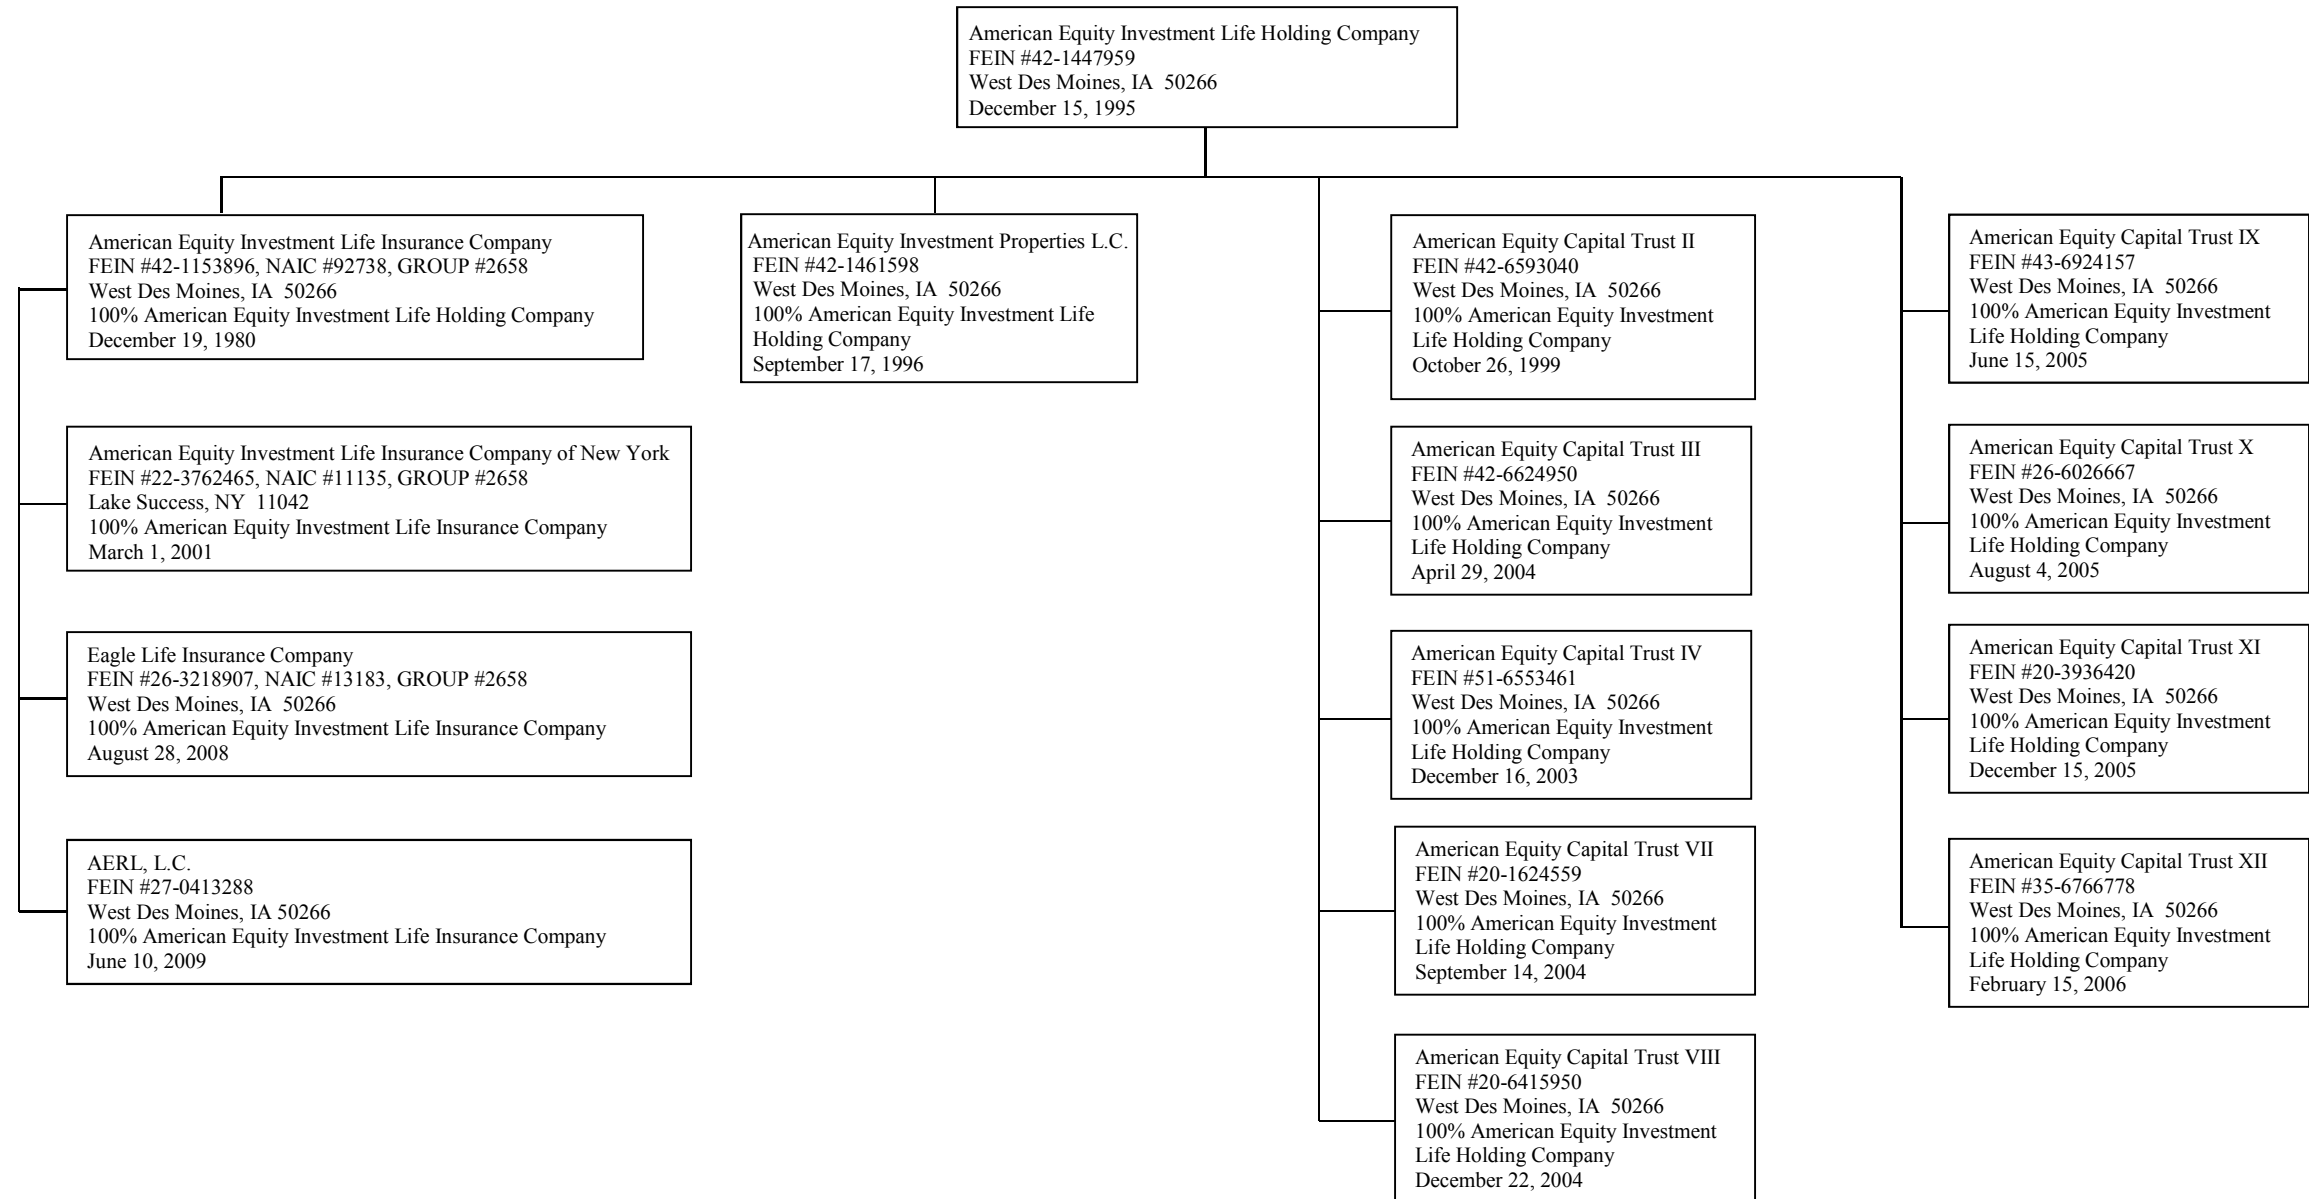 American Equity Investment Life Holding Company
FEIN #42-1447959
West Des Moines, IA  50266
December 15, 1995
American Equity Investment Life Insurance Company
FEIN #42-1153896, NAIC #92738, GROUP #2658
West Des Moines, IA  50266
100% American Equity Investment Life Holding Company
December 19, 1980
American Equity Investment Life Insurance Company of New York
FEIN #22-3762465, NAIC #11135, GROUP #2658
Lake Success, NY  11042
100% American Equity Investment Life Insurance Company
March 1, 2001
Eagle Life Insurance Company
FEIN #26-3218907, NAIC #13183, GROUP #2658
West Des Moines, IA  50266
100% American Equity Investment Life Insurance Company
August 28, 2008
AERL, L.C.
FEIN #27-0413288
West Des Moines, IA 50266
100% American Equity Investment Life Insurance Company
June 10, 2009
American Equity Investment Properties L.C.
FEIN #42-1461598
West Des Moines, IA  50266
100% American Equity Investment Life
Holding Company
September 17, 1996
American Equity Capital Trust II
FEIN #42-6593040
West Des Moines, IA  50266
100% American Equity Investment
Life Holding Company
October 26, 1999
American Equity Capital Trust III
FEIN #42-6624950
West Des Moines, IA  50266
100% American Equity Investment
Life Holding Company
April 29, 2004
American Equity Capital Trust IV
FEIN #51-6553461
West Des Moines, IA  50266
100% American Equity Investment
Life Holding Company
December 16, 2003
American Equity Capital Trust VII
FEIN #20-1624559
West Des Moines, IA  50266
100% American Equity Investment
Life Holding Company
September 14, 2004
American Equity Capital Trust VIII
FEIN #20-6415950
West Des Moines, IA  50266
100% American Equity Investment
Life Holding Company
December 22, 2004
American Equity Capital Trust IX
FEIN #43-6924157
West Des Moines, IA  50266
100% American Equity Investment
Life Holding Company
June 15, 2005
American Equity Capital Trust X
FEIN #26-6026667
West Des Moines, IA  50266
100% American Equity Investment
Life Holding Company
August 4, 2005
American Equity Capital Trust XI
FEIN #20-3936420
West Des Moines, IA  50266
100% American Equity Investment
Life Holding Company
December 15, 2005
American Equity Capital Trust XII
FEIN #35-6766778
West Des Moines, IA  50266
100% American Equity Investment
Life Holding Company
February 15, 2006